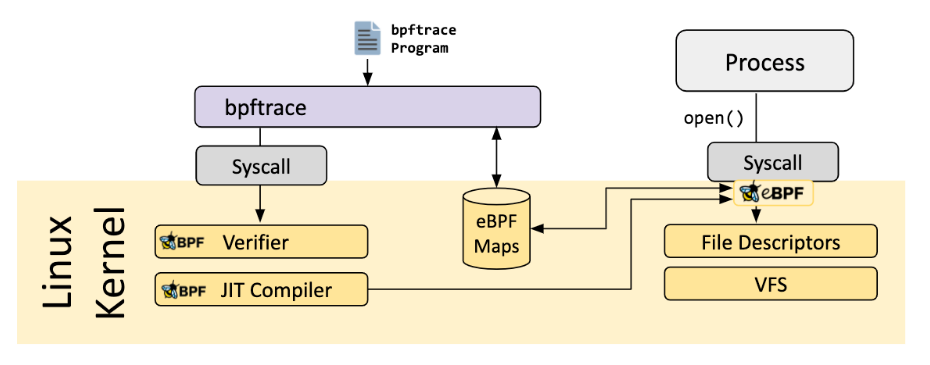 bpftrace
Program
bpftrace
Process
open()
Syscall
Syscall
eBPF
BPF Verifier
eBPF
Maps
File Descriptors
BPF JIT Compiler
VFS
Linux
Kernel